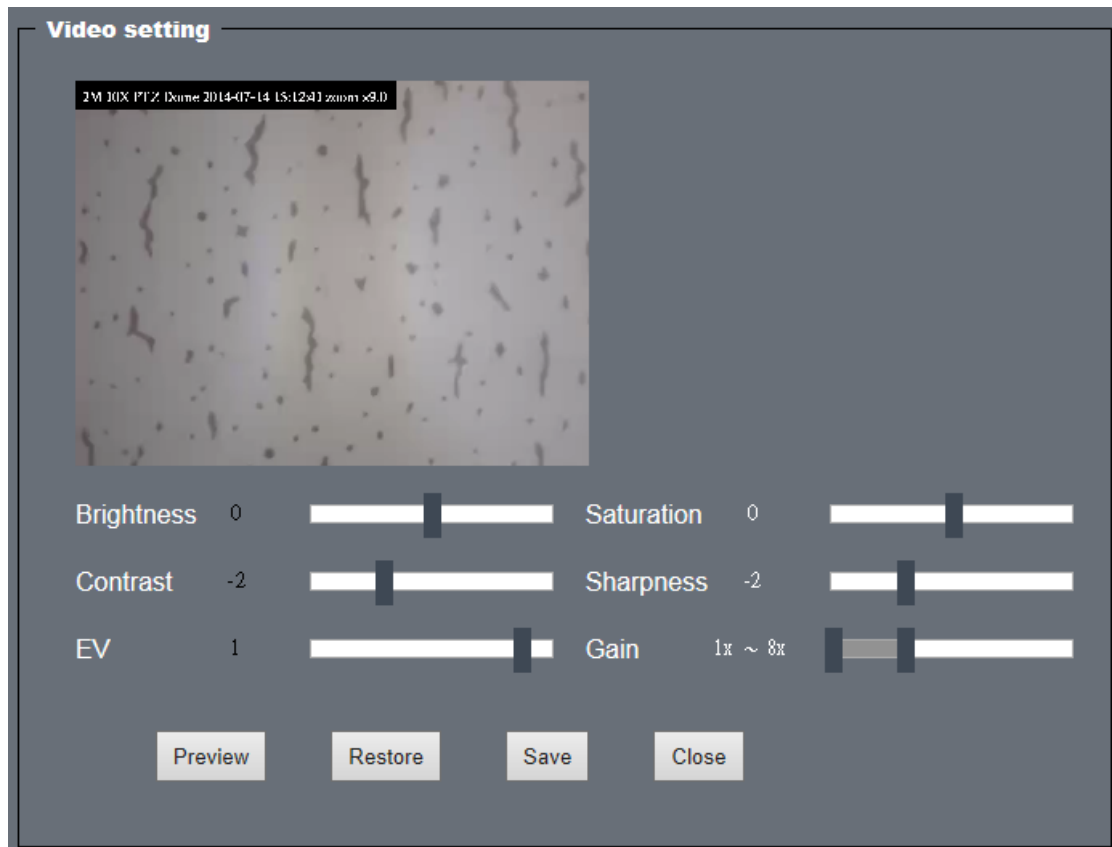 Video setting
2M 10X PTZ Dome 2014-07-14 15:12:41 zoom x9.0
Brightness 0 Saturation 0
Contrast -2 Sharpness -2
EV 1 Gain 1x ~ 8x
Preview Restore Save Close